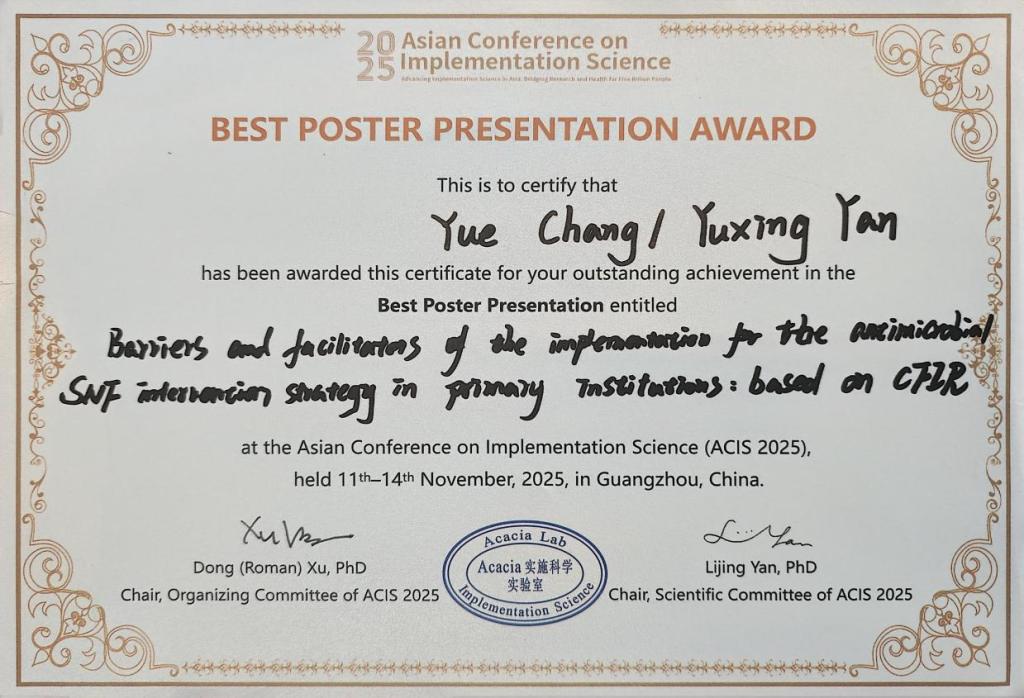 2025 Asian Conference on
Implementation Science
Advancing Implementation Science in Asia: Bridging Research and Health for Five Billion People
BEST POSTER PRESENTATION AWARD
This is to certify that
Yue Chang / Yuxing Yan
has been awarded this certificate for your outstanding achievement in the
Best Poster Presentation entitled
Barriers and facilitators of the implementation for the antimicrobial
SNF intervention strategy in primary institutions: based on CFIR
at the Asian Conference on Implementation Science (ACIS 2025),
held 11th–14th November, 2025, in Guangzhou, China.
Dong (Roman) Xu, PhD
Chair, Organizing Committee of ACIS 2025
Acacia Lab
Acacia 实施科学
实验室
Implementation Science
Lijing Yan, PhD
Chair, Scientific Committee of ACIS 2025